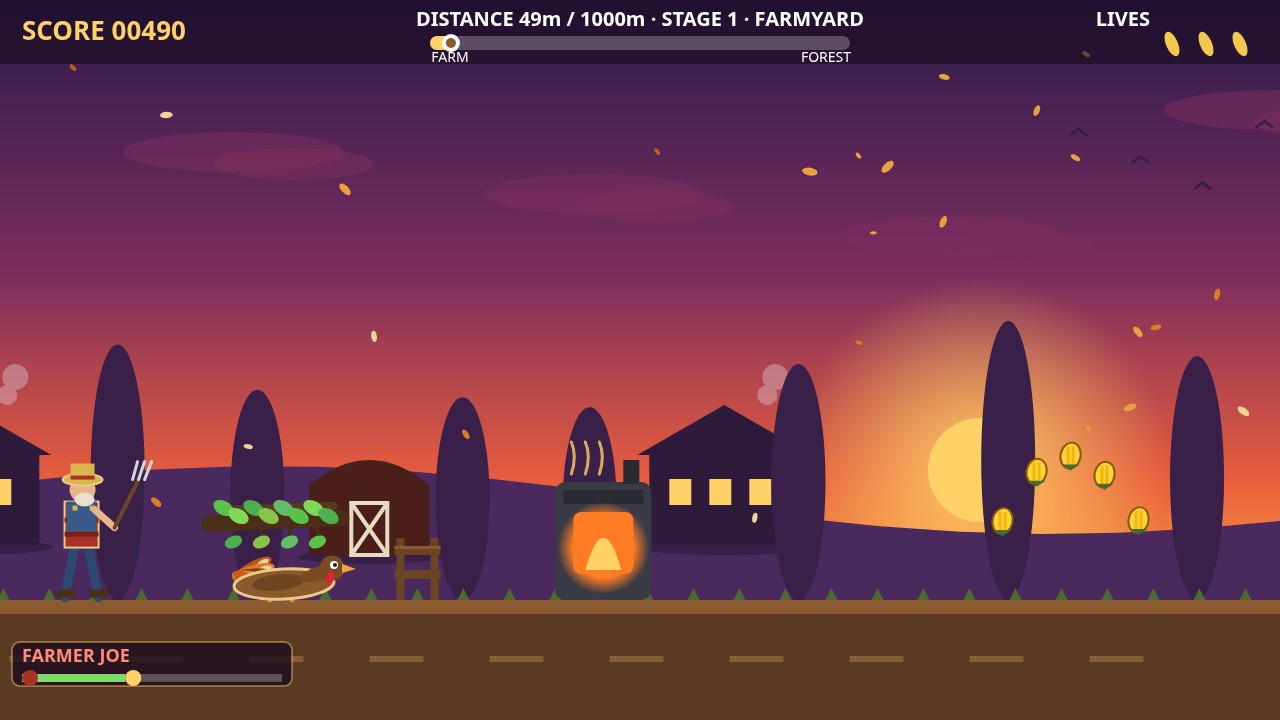 SCORE 00490
DISTANCE 49m / 1000m · STAGE 1 · FARMYARD
LIVES
FARM
FOREST
FARMER JOE